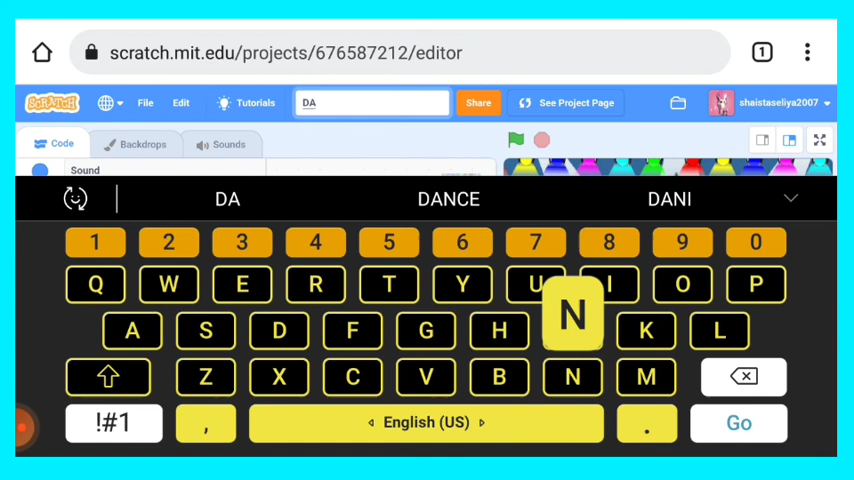 scratch.mit.edu/projects/676587212/editor 1
SCRATCH File Edit Tutorials DA Share See Project Page shaistaseliya2007
Code Backdrops Sounds
Sound
DA DANCE DANI
1 2 3 4 5 6 7 8 9 0
Q W E R T Y U I O P
N
A S D F G H K L
Z X C V B N M
!#1 , English (US) . Go